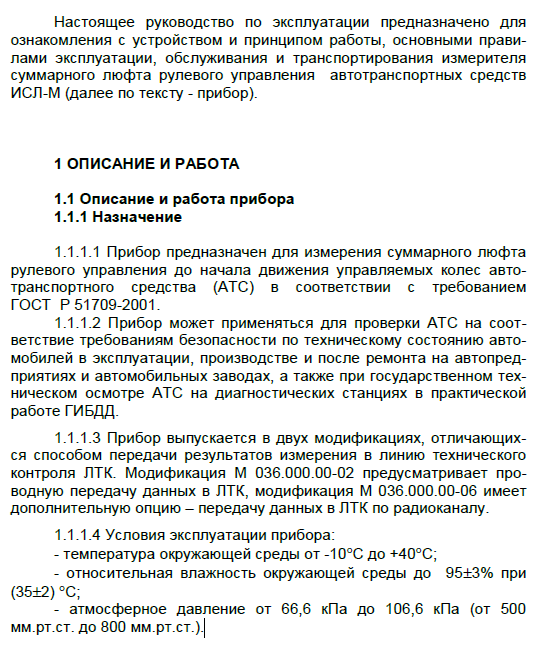 Настоящее руководство по эксплуатации предназначено для
ознакомления с устройством и принципом работы, основными прави-
лами эксплуатации, обслуживания и транспортирования измерителя
суммарного люфта рулевого управления автотранспортных средств
ИСЛ-М (далее по тексту - прибор).
1 ОПИСАНИЕ И РАБОТА
1.1 Описание и работа прибора
1.1.1 Назначение
1.1.1.1 Прибор предназначен для измерения суммарного люфта
рулевого управления до начала движения управляемых колес авто-
транспортного средства (АТС) в соответствии с требованием
ГОСТ Р 51709-2001.
1.1.1.2 Прибор может применяться для проверки АТС на соот-
ветствие требованиям безопасности по техническому состоянию авто-
мобилей в эксплуатации, производстве и после ремонта на автопред-
приятиях и автомобильных заводах, а также при государственном тех-
ническом осмотре АТС на диагностических станциях в практической
работе ГИБДД.
1.1.1.3 Прибор выпускается в двух модификациях, отличающих-
ся способом передачи результатов измерения в линию технического
контроля ЛТК. Модификация М 036.000.00-02 предусматривает про-
водную передачу данных в ЛТК, модификация М 036.000.00-06 имеет
дополнительную опцию – передачу данных в ЛТК по радиоканалу.
1.1.1.4 Условия эксплуатации прибора:
- температура окружающей среды от -10°С до +40°С;
- относительная влажность окружающей среды до 95±3% при
(35±2) °С;
- атмосферное давление от 66,6 кПа до 106,6 кПа (от 500
мм.рт.ст. до 800 мм.рт.ст.).